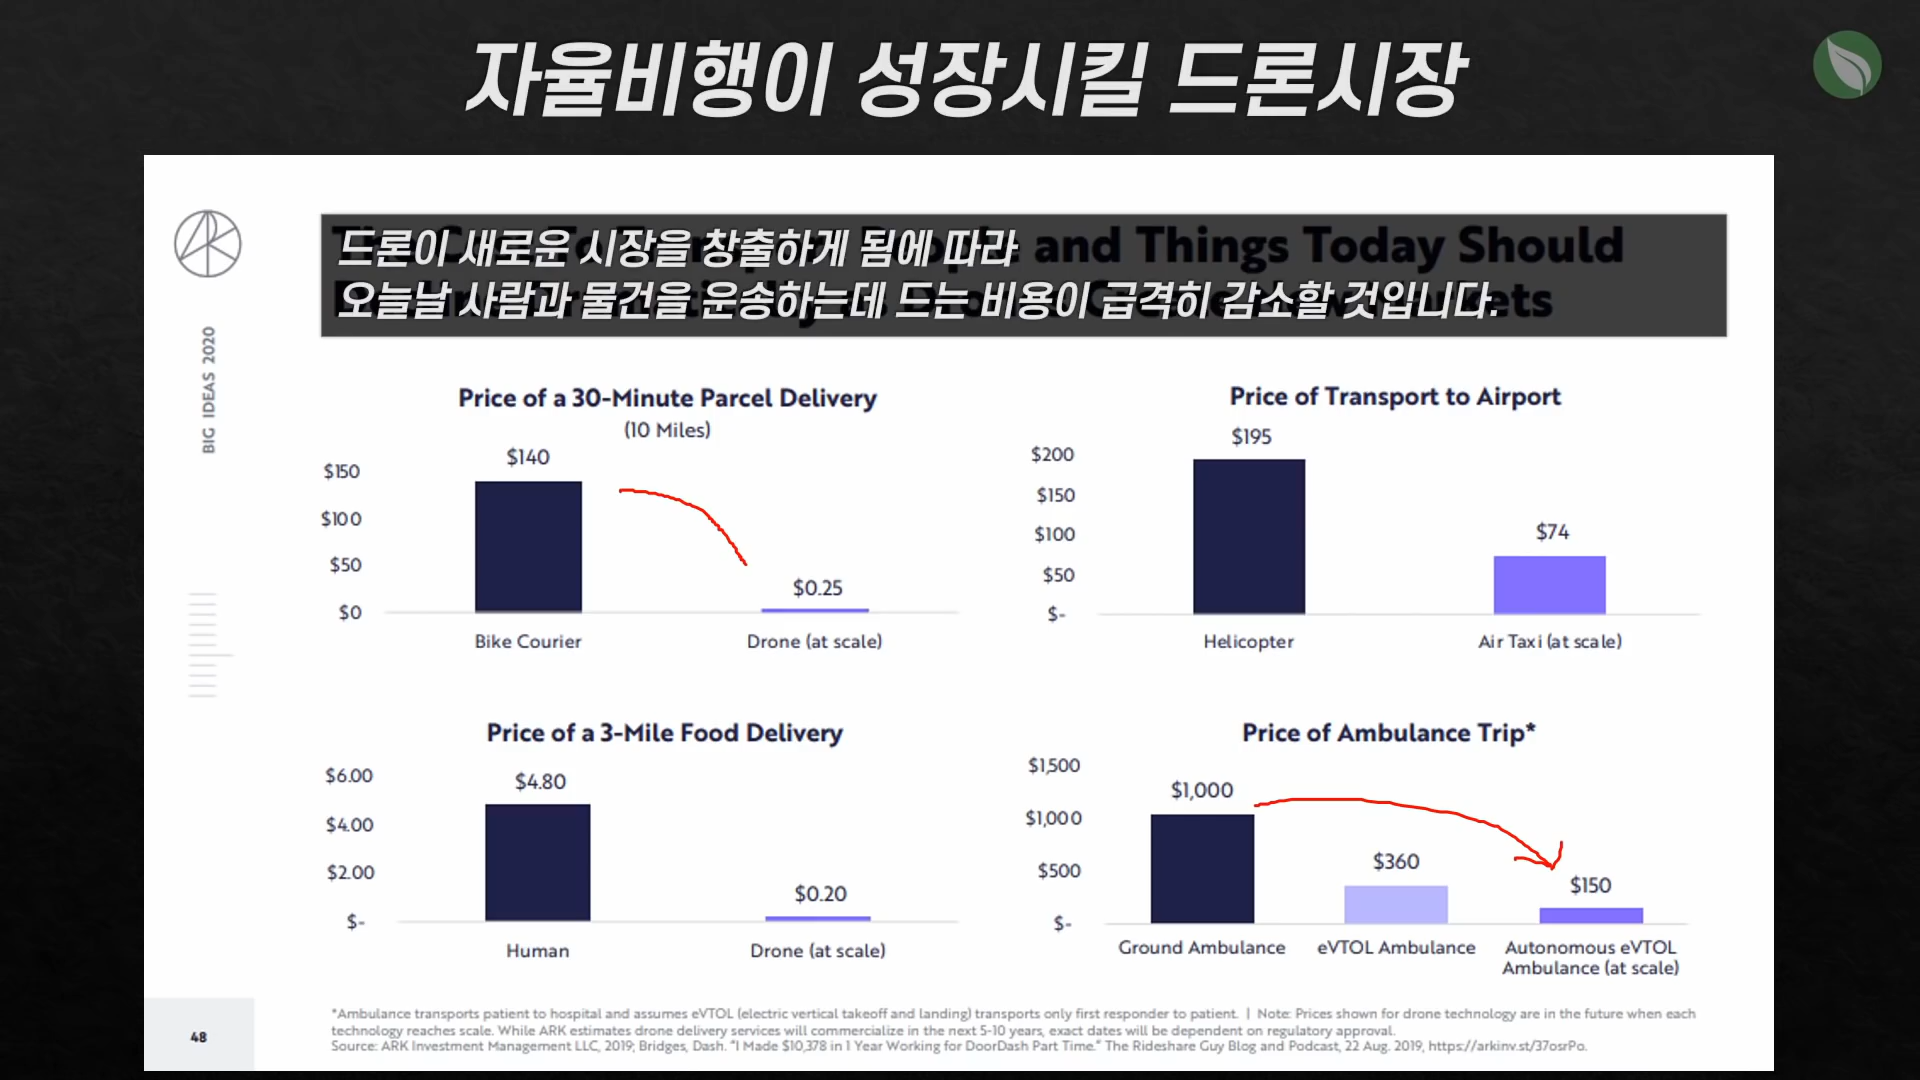 자율비행이 성장시킬 드론시장
드론이 새로운 시장을 창출하게 됨에 따라
and Things Today Should
오늘날 사람과 물건을 운송하는데 드는 비용이 급격히 감소할 것입니다.
BIG IDEAS 2020
Price of a 30-Minute Parcel Delivery
(10 Miles)
$140
$150
$100
$50
$0.25
$0
Bike Courier
Drone (at scale)
Price of Transport to Airport
$195
$200
$150
$100
$74
$50
$-
Helicopter
Air Taxi (at scale)
Price of a 3-Mile Food Delivery
$6.00
$4.80
$4.00
$2.00
$0.20
$-
Human
Drone (at scale)
Price of Ambulance Trip*
$1,500
$1,000
$1,000
$360
$500
$150
$-
Ground Ambulance
eVTOL Ambulance
Autonomous eVTOL
Ambulance (at scale)
*Ambulance transports patient to hospital and assumes eVTOL (electric vertical takeoff and landing) transports only first responder to patient. | Note: Prices shown for drone technology are in the future when each
technology reaches scale. While ARK estimates drone delivery services will commercialize in the next 5-10 years, exact dates will be dependent on regulatory approval.
Source: ARK Investment Management LLC, 2019; Bridges, Dash. "I Made $10,378 in 1 Year Working for DoorDash Part Time." The Rideshare Guy Blog and Podcast, 22 Aug. 2019, https://arkinv.st/37osrPo.
48